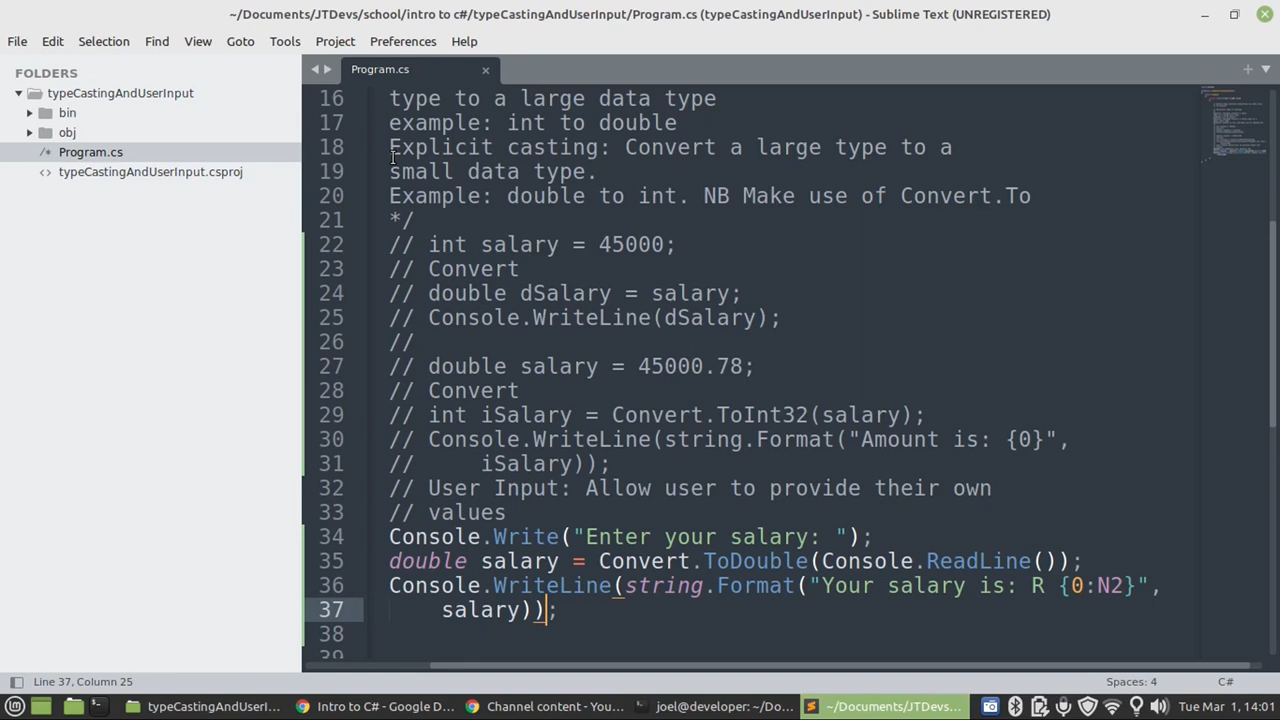 ~/Documents/JTDevs/school/intro to c#/typeCastingAndUserInput/Program.cs (typeCastingAndUserInput) - Sublime Text (UNREGISTERED)
File Edit Selection Find View Goto Tools Project Preferences Help
FOLDERS
typeCastingAndUserInput
bin
obj
/* Program.cs
<> typeCastingAndUserInput.csproj
Program.cs
16 type to a large data type
17 example: int to double
18 Explicit casting: Convert a large type to a
19 small data type.
20 Example: double to int. NB Make use of Convert.To
21 */
22 // int salary = 45000;
23 // Convert
24 // double dSalary = salary;
25 // Console.WriteLine(dSalary);
26 //
27 // double salary = 45000.78;
28 // Convert
29 // int iSalary = Convert.ToInt32(salary);
30 // Console.WriteLine(string.Format("Amount is: {0}",
31 //     iSalary));
32 // User Input: Allow user to provide their own
33 // values
34 Console.Write("Enter your salary: ");
35 double salary = Convert.ToDouble(Console.ReadLine());
36 Console.WriteLine(string.Format("Your salary is: R {0:N2}",
37     salary));
38
39
Line 37, Column 25
Spaces: 4
C#
typeCastingAndUserI...
Intro to C# - Google D...
Channel content - You...
joel@developer: ~/Do...
~/Documents/JTDevs...
Tue Mar 1, 14:01